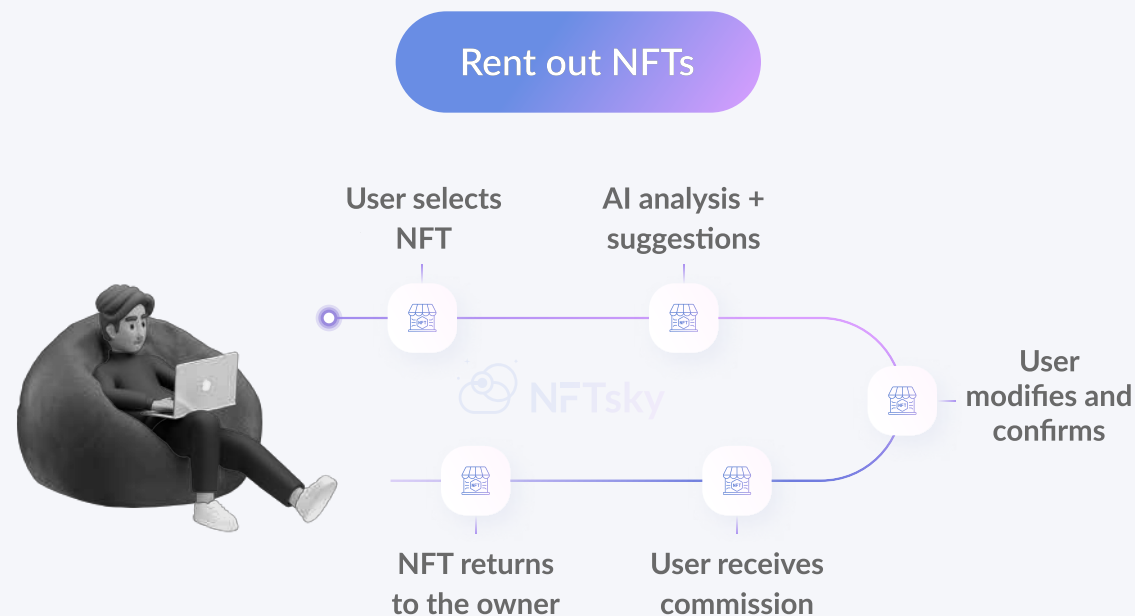 Rent out NFTs
User selects
NFT
AI analysis +
suggestions
User
modifies and
confirms
NFTsky
User receives
commission
NFT returns
to the owner